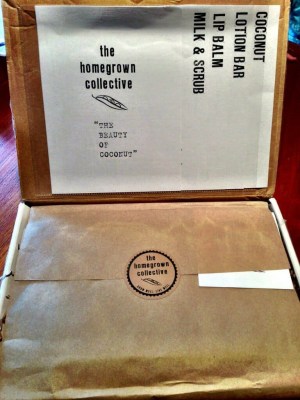 the
homegrown
collective
"THE
BEAUTY
OF
COCONUT"
COCONUT
LOTION BAR
LIP BALM
MILK & SCRUB
the
homegrown
collective